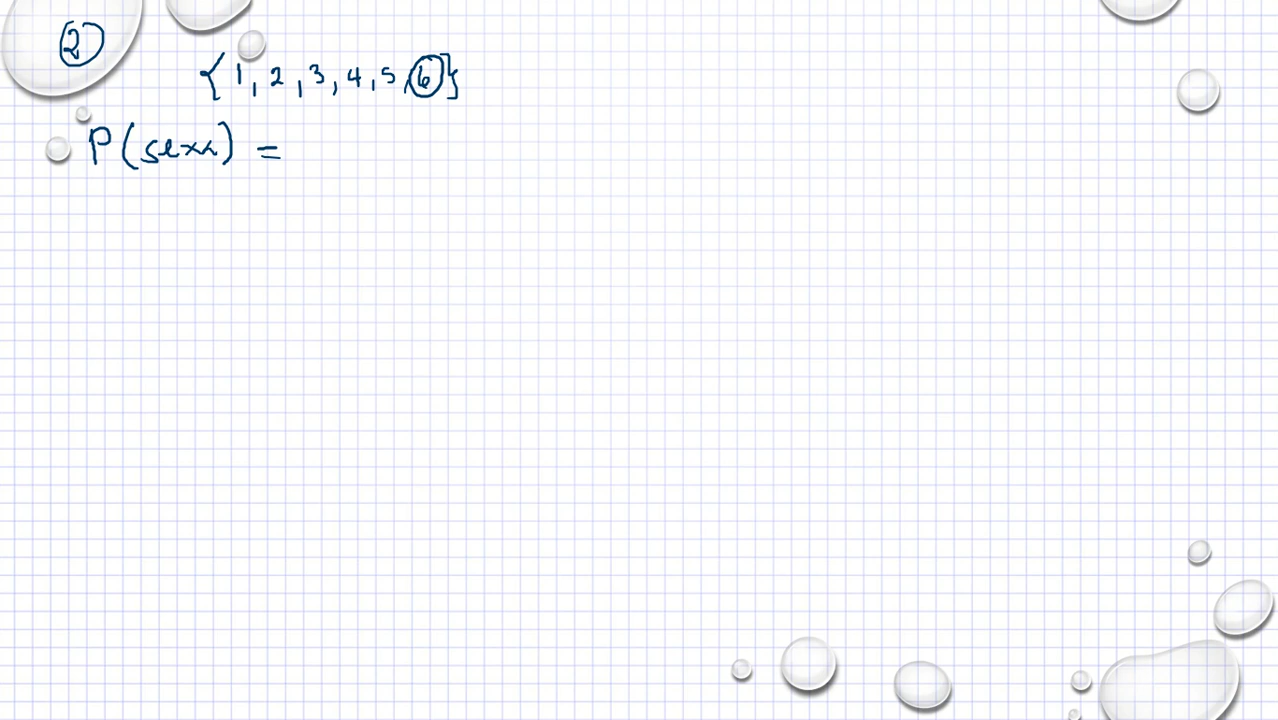 2
{1, 2, 3, 4, 5, 6}
P(sexa) =